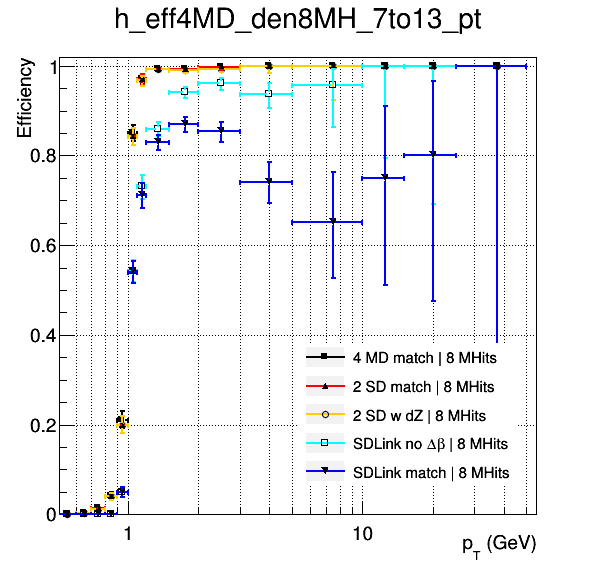 h_eff4MD_den8MH_7to13_pt
Efficiency
1
0.8
0.6
0.4
0.2
0
4 MD match | 8 MHits
2 SD match | 8 MHits
2 SD w dZ | 8 MHits
SDLink no Δβ | 8 MHits
SDLink match | 8 MHits
1 10
p_T (GeV)